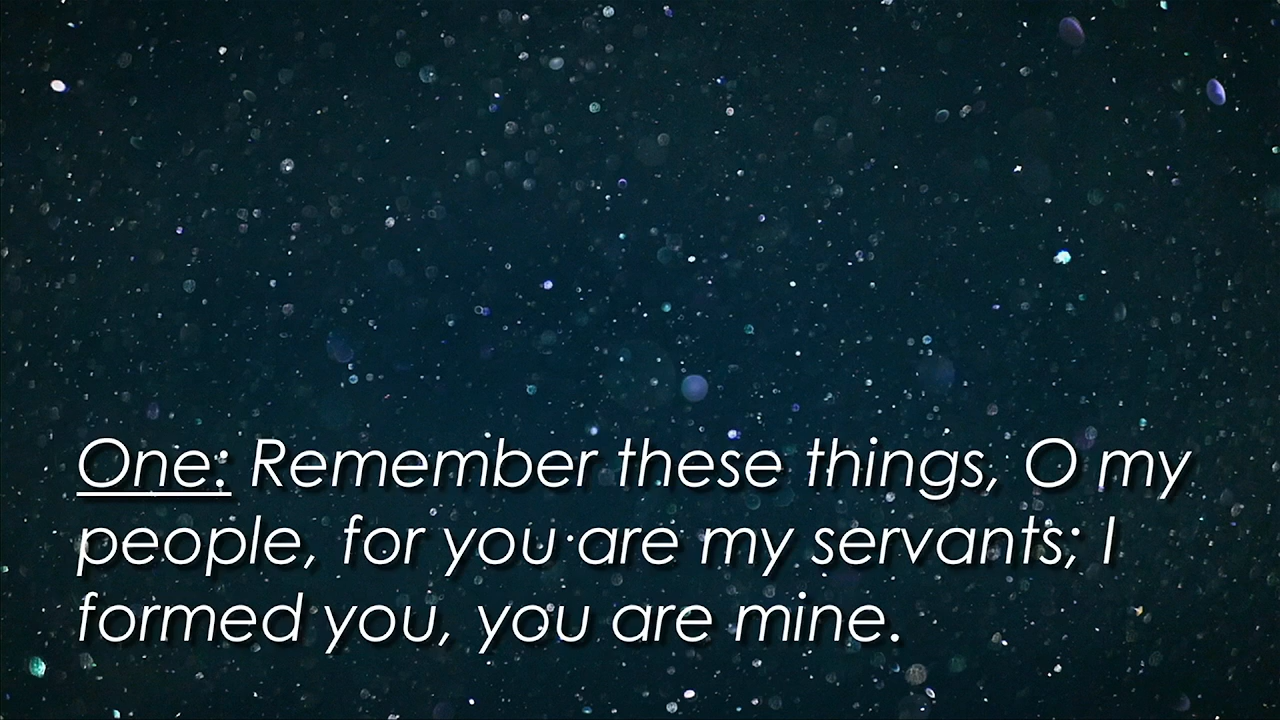 One: Remember these things, O my
people, for you are my servants; I
formed you, you are mine.